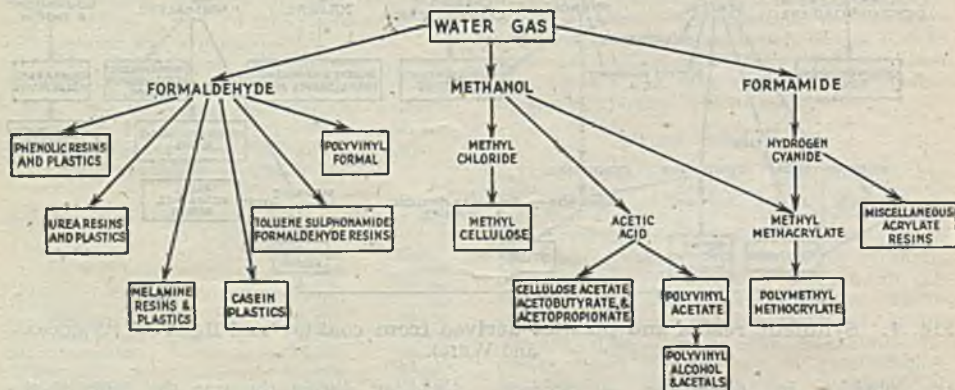 WATER GAS
FORMALDEHYDE
METHANOL
FORMAMIDE
PHENOLIC RESINS
AND PLASTICS
POLYVINYL
FORMAL
METHYL
CHLORIDE
HYDROGEN
CYANIDE
UREA RESINS
AND PLASTICS
TOLUENE SULPHONAMIDE
FORMALDEHYDE RESINS
METHYL
CELLULOSE
ACETIC
ACID
METHYL
METHACRYLATE
MISCELLANEOUS
ACRYLATE
RESINS
MELAMINE
RESINS &
PLASTICS
CASEIN
PLASTICS
CELLULOSE ACETATE,
ACETOBUTYRATE, &
ACETOPROPIONATE
POLYVINYL
ACETATE
POLYMETHYL
METHOCRYLATE
POLYVINYL
ALCOHOL
& ACETALS